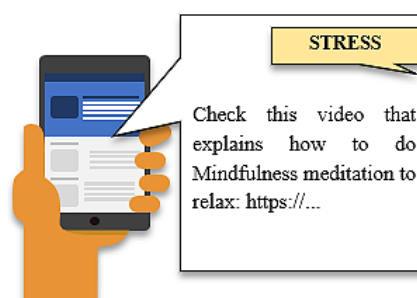 STRESS
Check this video that
explains how to do
Mindfulness meditation to
relax: https://...